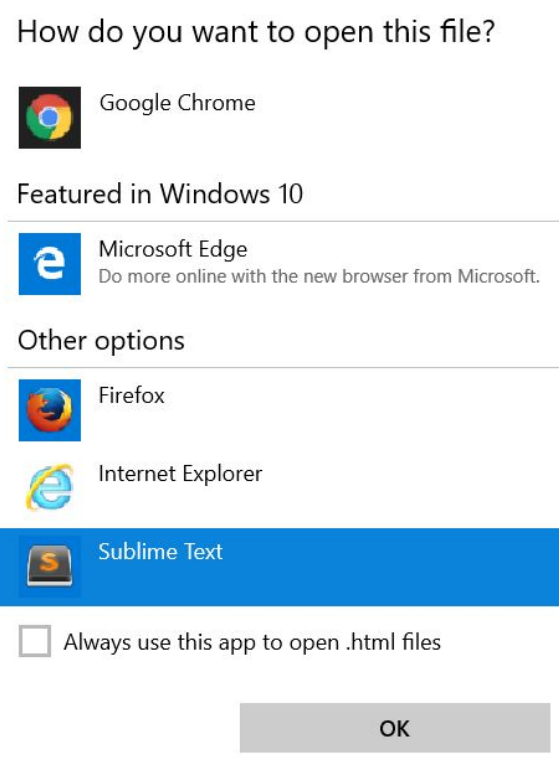 How do you want to open this file?
Google Chrome
Featured in Windows 10
Microsoft Edge
Do more online with the new browser from Microsoft.
Other options
Firefox
Internet Explorer
Sublime Text
Always use this app to open .html files
OK